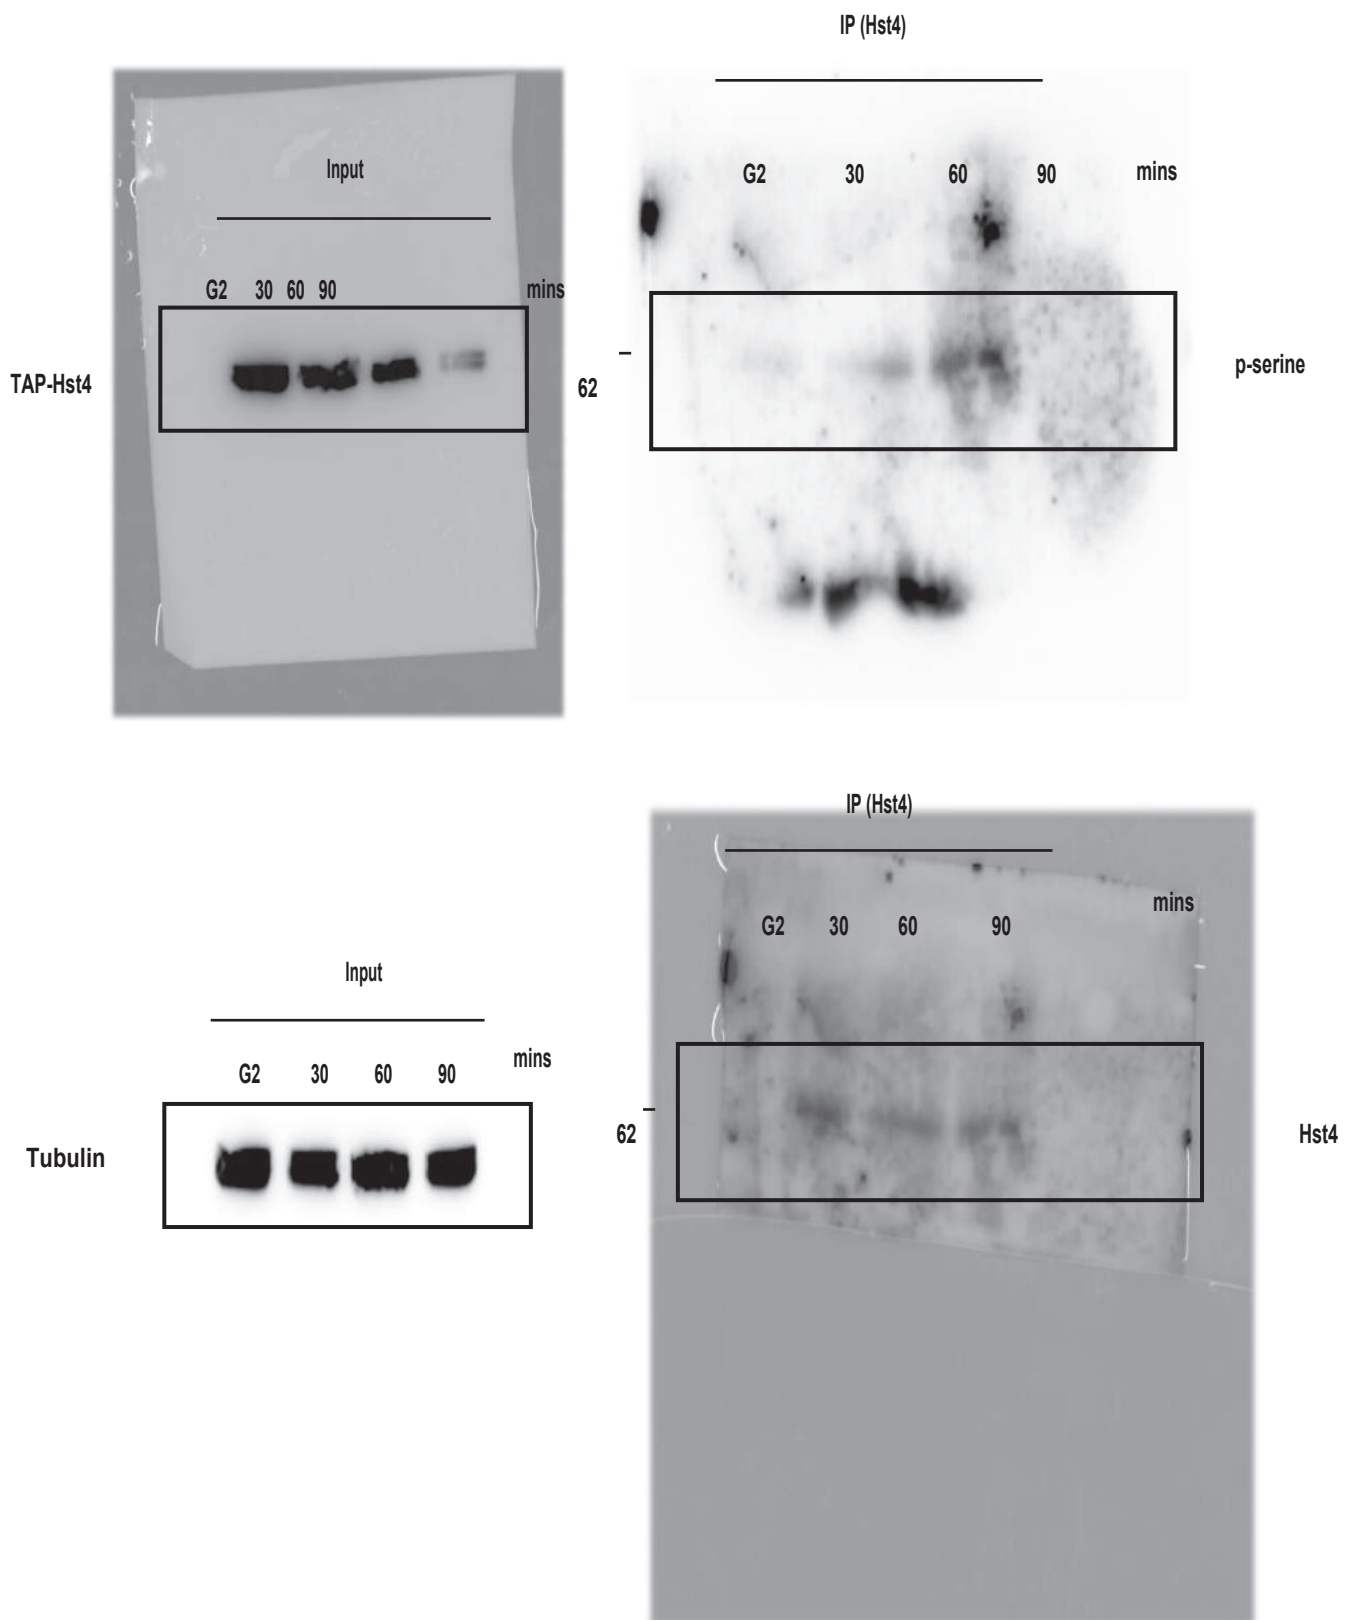 IP (Hst4)
Input
G2 30 60 90 mins
G2 30 60 90 mins
TAP-Hst4
62
p-serine
IP (Hst4)
Input
G2 30 60 90 mins
G2 30 60 90 mins
Tubulin
62
Hst4